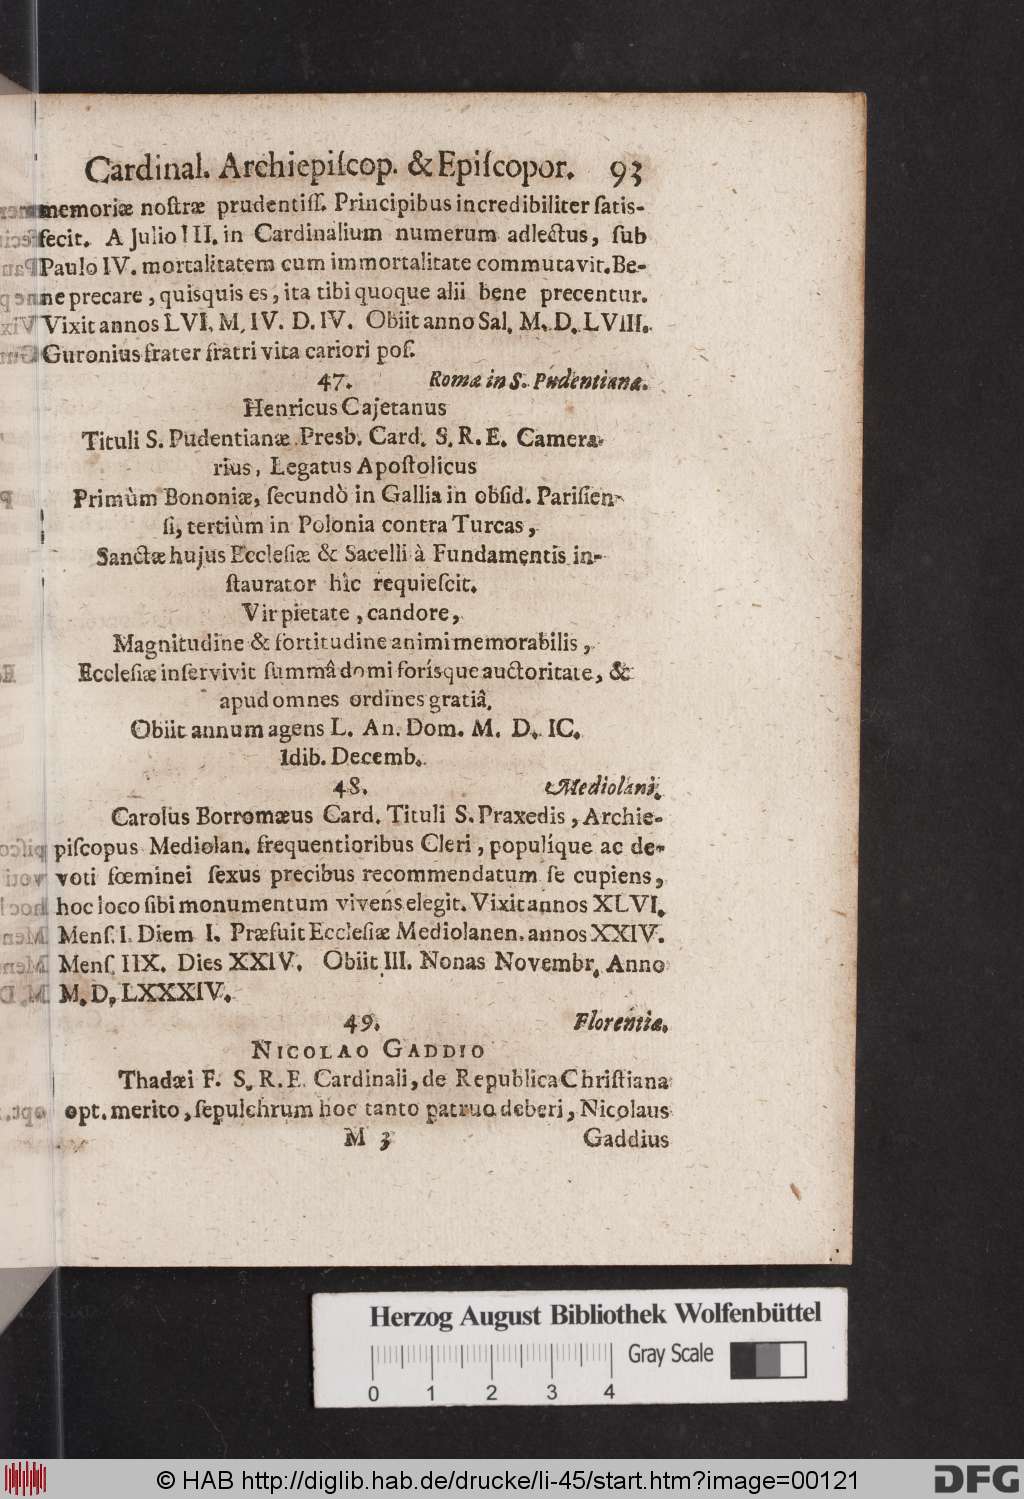 Cardinal. Archiepiſcop. & Epiſcopor. 93
memoriæ noſtræ prudentiſſ. Principibus incredibiliter ſatis-
fecit. A Julio III. in Cardinalium numerum adlectus, ſub
Paulo IV. mortalitatem cum immortalitate commutavit. Be-
ne precare, quisquis es, ita tibi quoque alii bene precentur.
Vixit annos LVI. M. IV. D. IV. Obiit anno Sal. M. D. LVIII.
Guronius frater fratri vita cariori poſ.
47. Romæ in S. Pudentiana.
Henricus Cajetanus
Tituli S. Pudentianæ Presb. Card. S. R. E. Camera-
rius, Legatus Apoſtolicus
Primùm Bononiæ, ſecundò in Gallia in obſid. Pariſien-
ſi, tertiùm in Polonia contra Turcas,
Sanctæ hujus Eccleſiæ & Sacelli à Fundamentis in-
ſtaurator hîc requieſcit.
Vir pietate, candore,
Magnitudine & fortitudine animi memorabilis,
Eccleſiæ inſervivit ſummâ domi forísque auctoritate, &
apud omnes ordines gratiâ.
Obiit annum agens L. An. Dom. M. D. IC.
Idib. Decemb.
48. Mediolani.
Carolus Borromæus Card. Tituli S. Praxedis, Archie-
piſcopus Mediolan. frequentioribus Cleri, populíque ac de-
voti fœminei ſexus precibus recommendatum ſe cupiens,
hoc loco ſibi monumentum vivens elegit. Vixit annos XLVI.
Menſ. I. Diem I. Præfuit Eccleſiæ Mediolanen. annos XXIV.
Menſ. IIX. Dies XXIV. Obiit III. Nonas Novembr. Anno
M. D. LXXXIV.
49. Florentiæ.
NICOLAO GADDIO
Thadæi F. S. R. E. Cardinali, de Republica Chriſtiana
opt. merito, ſepulchrum hoc tanto patruo deberi, Nicolaus
M 3 Gaddius
Herzog August Bibliothek Wolfenbüttel
Gray Scale
0 1 2 3 4
© HAB http://diglib.hab.de/drucke/li-45/start.htm?image=00121
DFG